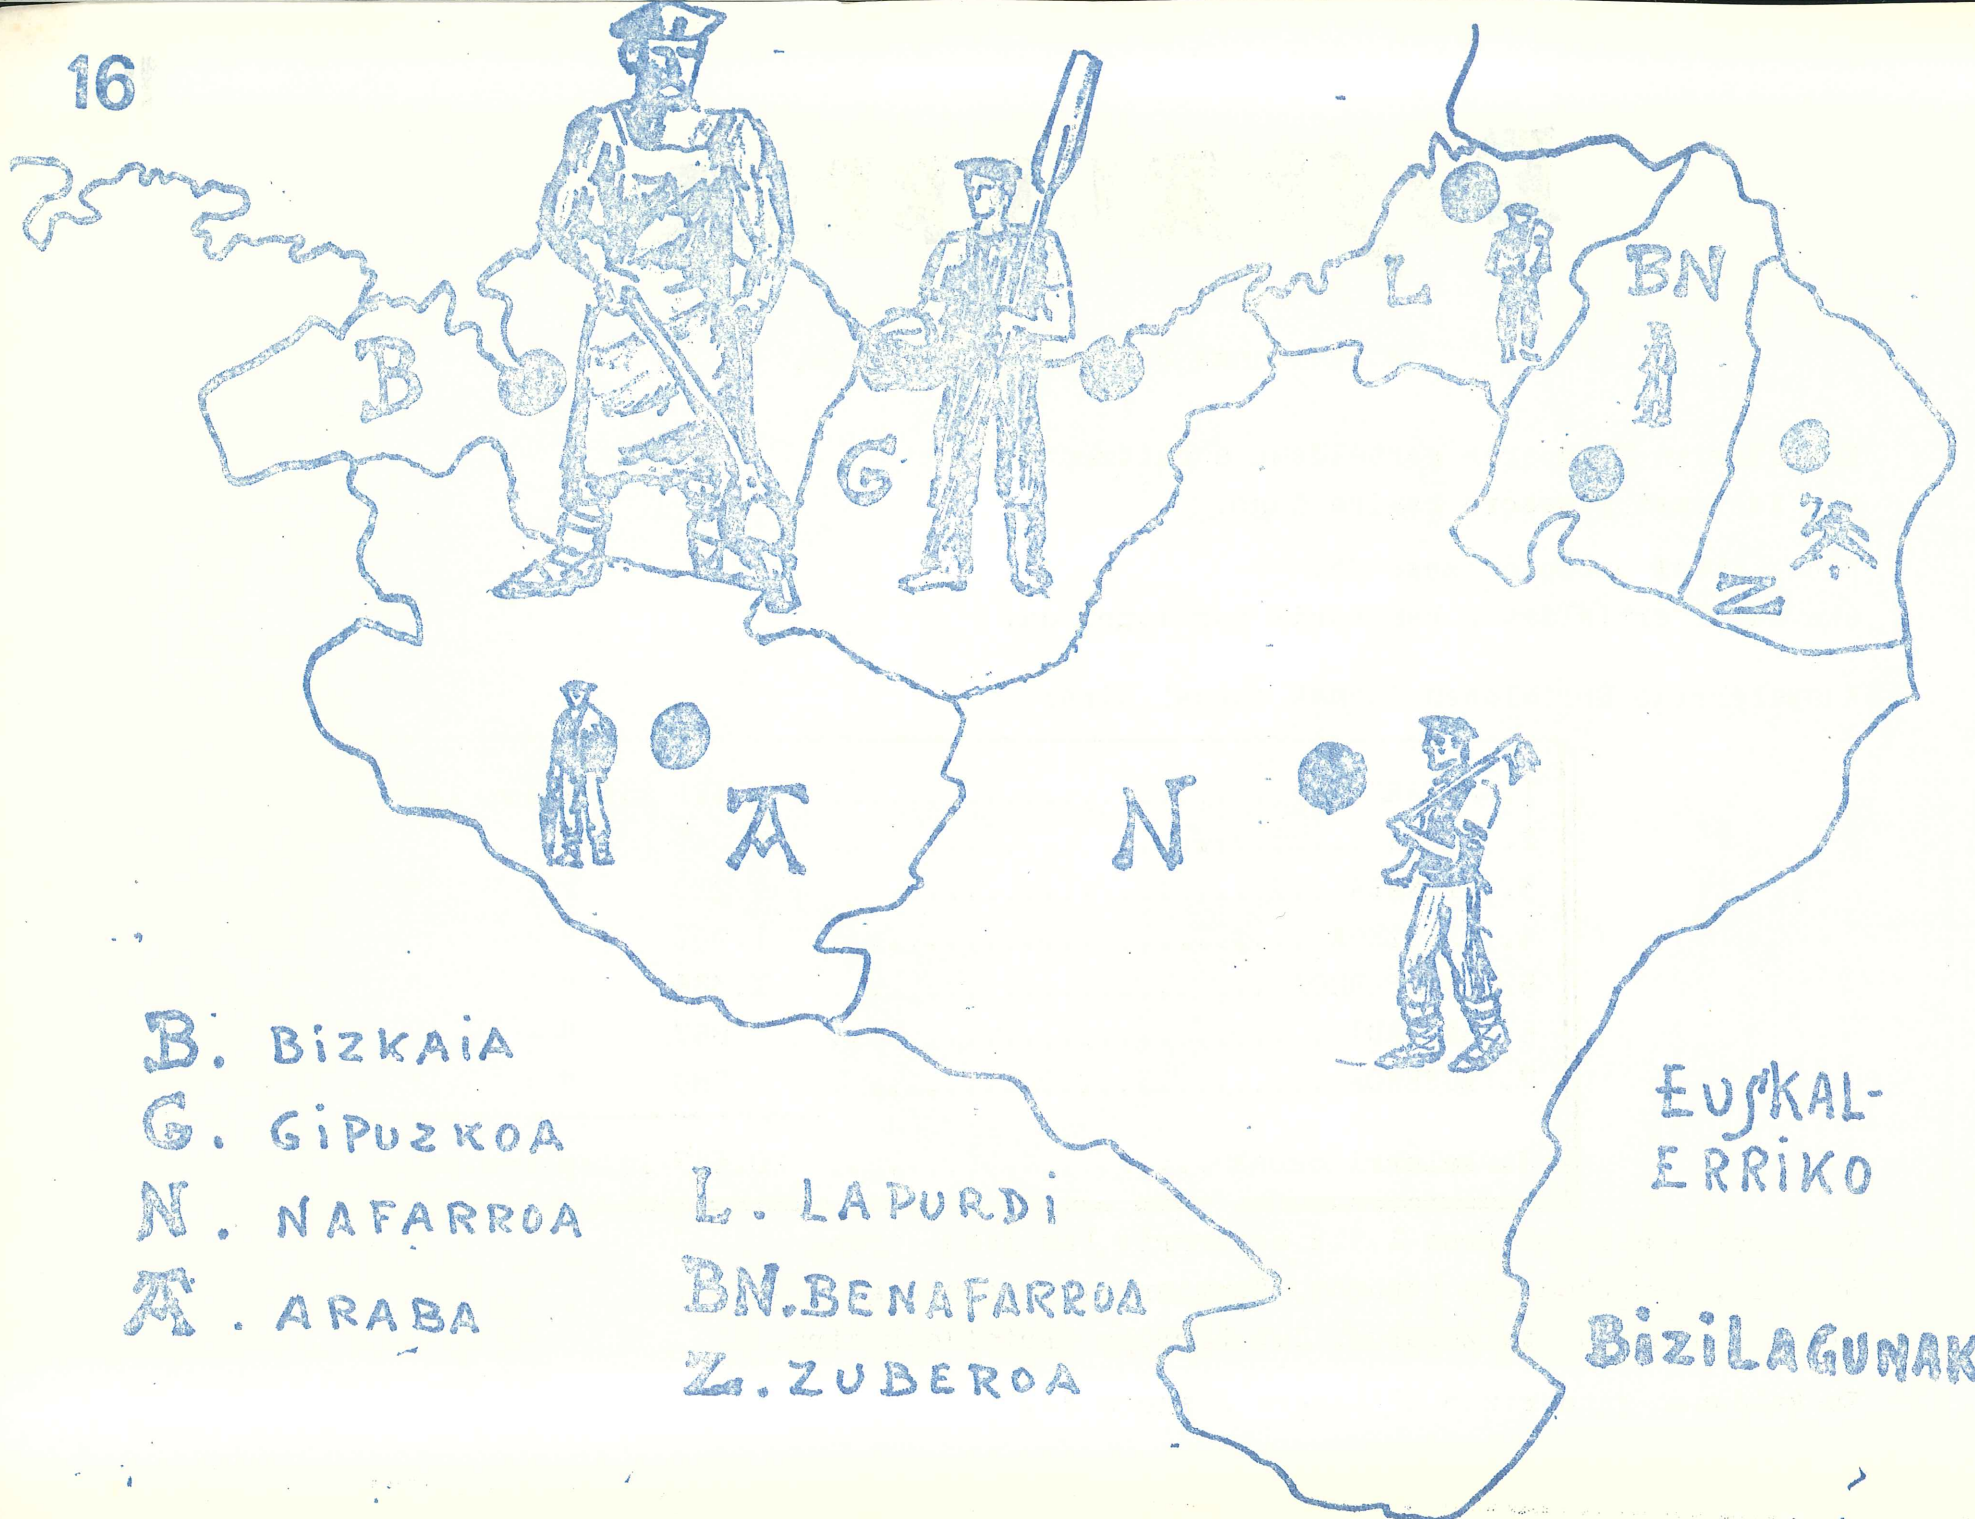 16
B
G
L
BN
Z
A
N
B. BiZKAiA
G. GiPUZKOA
N. NAFARROA
A. ARABA
L. LAPURDi
BN. BENAFARROA
Z. ZUBEROA
EUSKAL-
ERRiKO
BiZiLAGUNAK